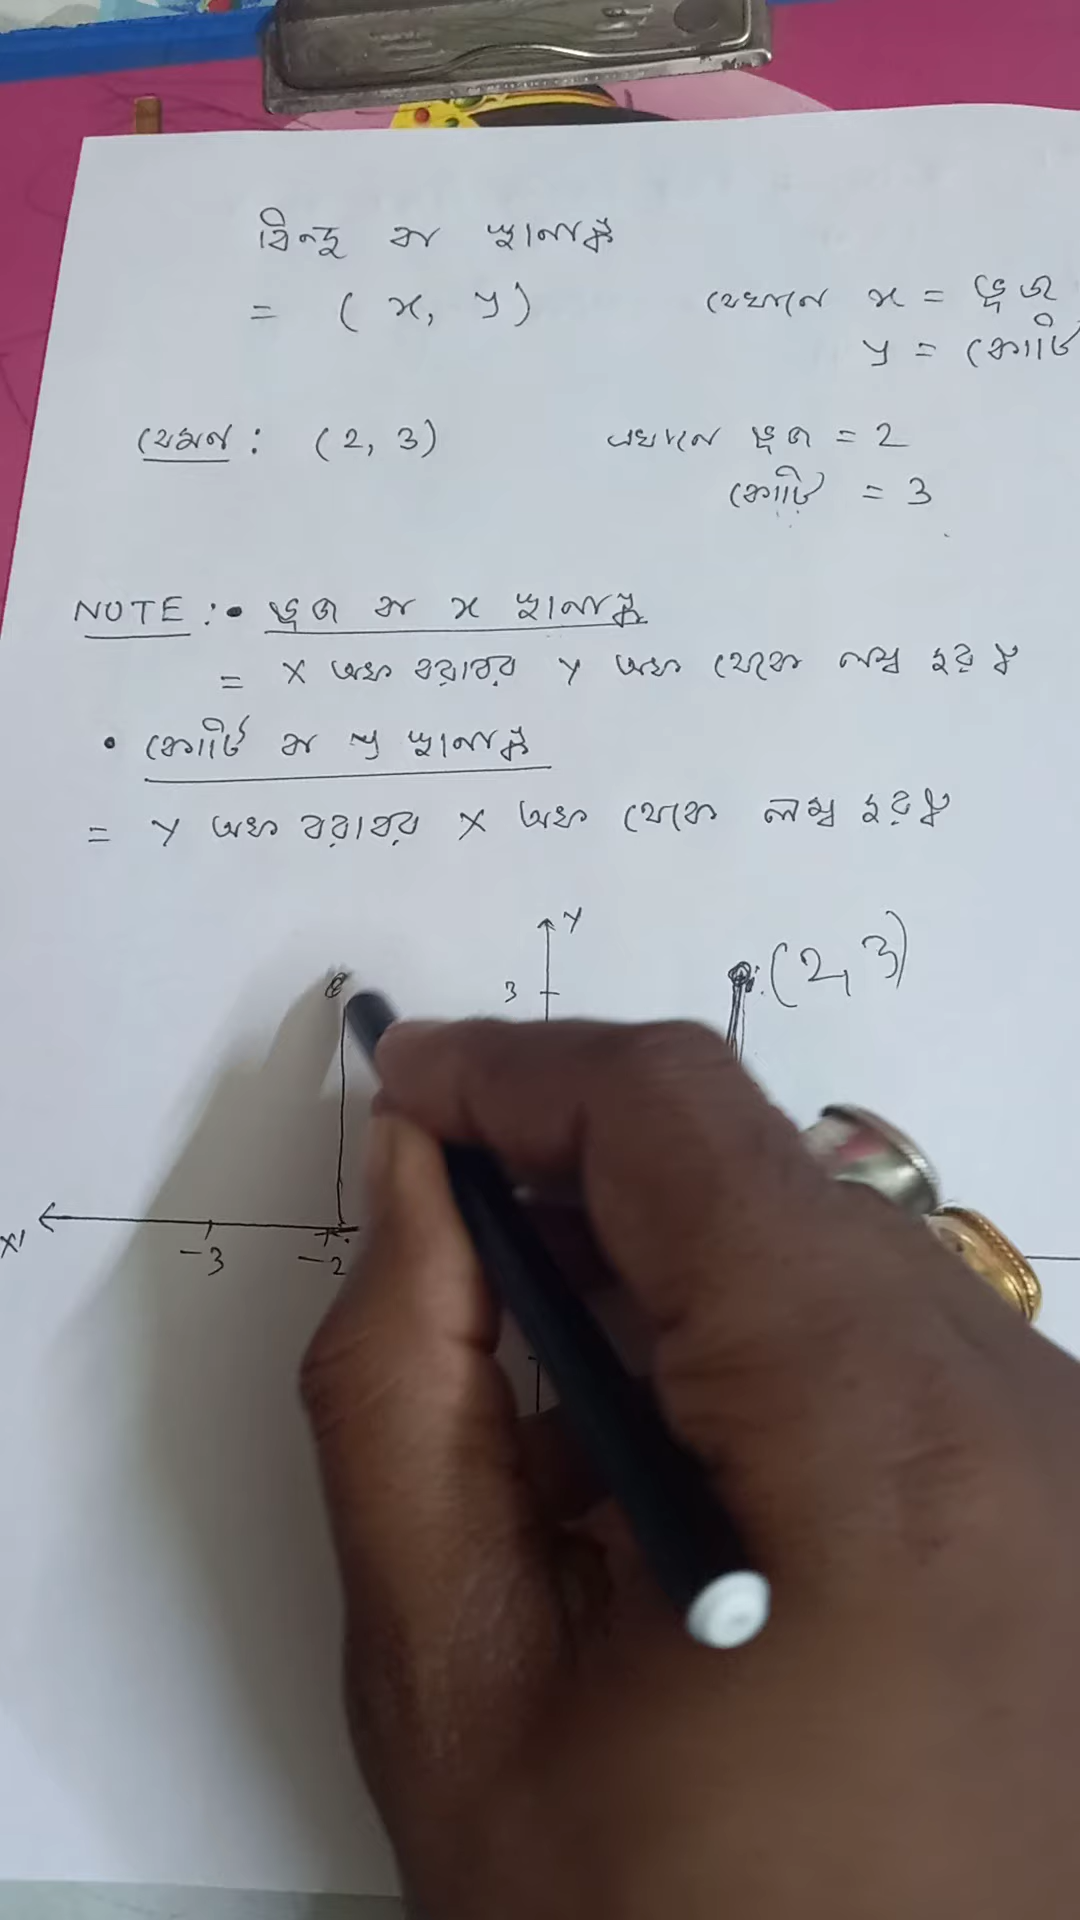 বিন্দু র স্থানাঙ্ক
= (x, y) যেখানে x = ভুজ
y = কোটি
যেমন : (2, 3) এখানে ভুজ = 2
কোটি = 3
NOTE : • ভুজ বা x স্থানাঙ্ক
= X অক্ষ বরাবর Y অক্ষ থেকে লম্ব দূরত্ব
• কোটি বা y স্থানাঙ্ক
= Y অক্ষ বরাবর X অক্ষ থেকে লম্ব দূরত্ব
Y
3 (2, 3)
X'
-3 -2